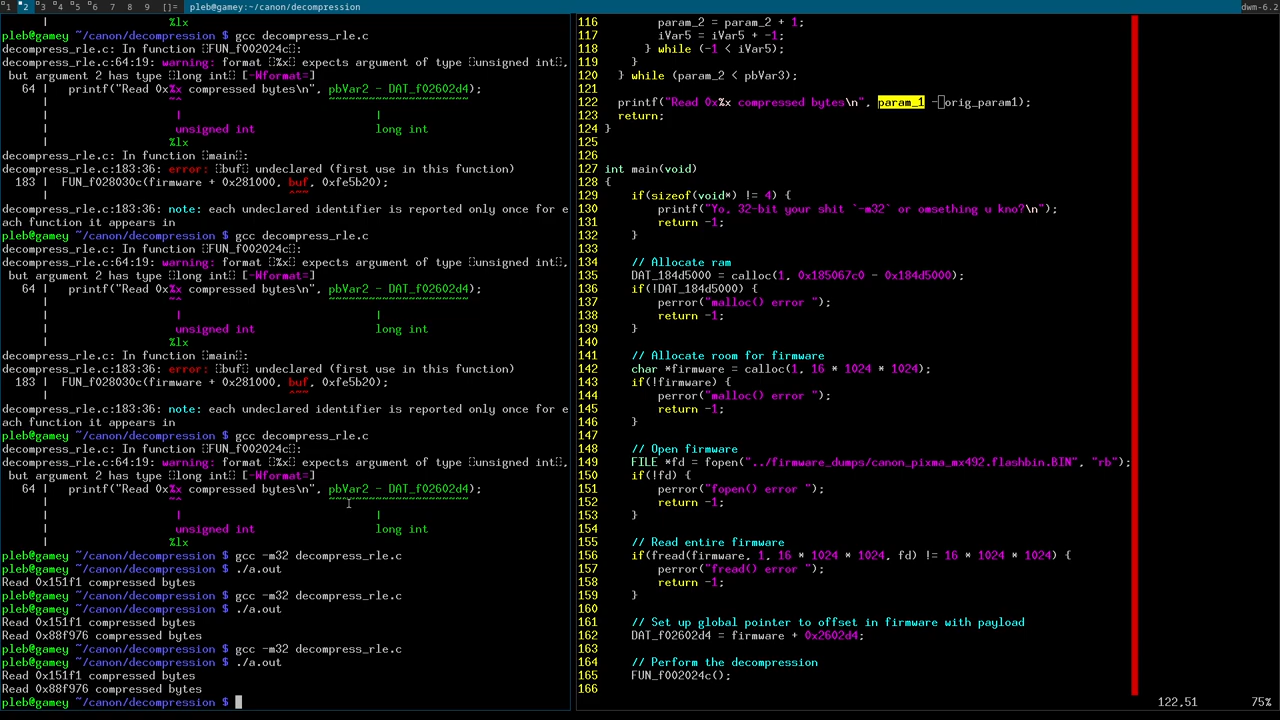 1 2 3 4 5 6 7 8 9 []= pleb@gamey:~/canon/decompression dwm-6.2
%lx
pleb@gamey ~/canon/decompression $ gcc decompress_rle.c
decompress_rle.c: In function FUN_f002024c:
decompress_rle.c:64:19: warning: format %x expects argument of type unsigned int,
but argument 2 has type long int [-Wformat=]
64 | printf("Read 0x%x compressed bytes\n", pbVar2 - DAT_f02602d4);
| ~^ ~~~~~~~~~~~~~~~~~~~~~
| | |
| unsigned int long int
| %lx
decompress_rle.c: In function main:
decompress_rle.c:183:36: error: buf undeclared (first use in this function)
183 | FUN_f028030c(firmware + 0x281000, buf, 0xfe5b20);
| ^~~
decompress_rle.c:183:36: note: each undeclared identifier is reported only once for e
ach function it appears in
pleb@gamey ~/canon/decompression $ gcc decompress_rle.c
decompress_rle.c: In function FUN_f002024c:
decompress_rle.c:64:19: warning: format %x expects argument of type unsigned int,
but argument 2 has type long int [-Wformat=]
64 | printf("Read 0x%x compressed bytes\n", pbVar2 - DAT_f02602d4);
| ~^ ~~~~~~~~~~~~~~~~~~~~~
| | |
| unsigned int long int
| %lx
decompress_rle.c: In function main:
decompress_rle.c:183:36: error: buf undeclared (first use in this function)
183 | FUN_f028030c(firmware + 0x281000, buf, 0xfe5b20);
| ^~~
decompress_rle.c:183:36: note: each undeclared identifier is reported only once for e
ach function it appears in
pleb@gamey ~/canon/decompression $ gcc decompress_rle.c
decompress_rle.c: In function FUN_f002024c:
decompress_rle.c:64:19: warning: format %x expects argument of type unsigned int,
but argument 2 has type long int [-Wformat=]
64 | printf("Read 0x%x compressed bytes\n", pbVar2 - DAT_f02602d4);
| ~^ ~~~~~~~~~~~~~~~~~~~~~
| | |
| unsigned int long int
| %lx
pleb@gamey ~/canon/decompression $ gcc -m32 decompress_rle.c
pleb@gamey ~/canon/decompression $ ./a.out
Read 0x151f1 compressed bytes
pleb@gamey ~/canon/decompression $ gcc -m32 decompress_rle.c
pleb@gamey ~/canon/decompression $ ./a.out
Read 0x151f1 compressed bytes
Read 0x88f976 compressed bytes
pleb@gamey ~/canon/decompression $ gcc -m32 decompress_rle.c
pleb@gamey ~/canon/decompression $ ./a.out
Read 0x151f1 compressed bytes
Read 0x88f976 compressed bytes
pleb@gamey ~/canon/decompression $
116 param_2 = param_2 + 1;
117 iVar5 = iVar5 + -1;
118 } while (-1 < iVar5);
119 }
120 } while (param_2 < pbVar3);
121
122 printf("Read 0x%x compressed bytes\n", param_1 - orig_param1);
123 return;
124 }
125
126
127 int main(void)
128 {
129 if(sizeof(void*) != 4) {
130 printf("Yo, 32-bit your shit `-m32` or omsething u kno?\n");
131 return -1;
132 }
133
134 // Allocate ram
135 DAT_184d5000 = calloc(1, 0x185067c0 - 0x184d5000);
136 if(!DAT_184d5000) {
137 perror("malloc() error ");
138 return -1;
139 }
140
141 // Allocate room for firmware
142 char *firmware = calloc(1, 16 * 1024 * 1024);
143 if(!firmware) {
144 perror("malloc() error ");
145 return -1;
146 }
147
148 // Open firmware
149 FILE *fd = fopen("../firmware_dumps/canon_pixma_mx492.flashbin.BIN", "rb");
150 if(!fd) {
151 perror("fopen() error ");
152 return -1;
153 }
154
155 // Read entire firmware
156 if(fread(firmware, 1, 16 * 1024 * 1024, fd) != 16 * 1024 * 1024) {
157 perror("fread() error ");
158 return -1;
159 }
160
161 // Set up global pointer to offset in firmware with payload
162 DAT_f02602d4 = firmware + 0x2602d4;
163
164 // Perform the decompression
165 FUN_f002024c();
166
122,51 75%